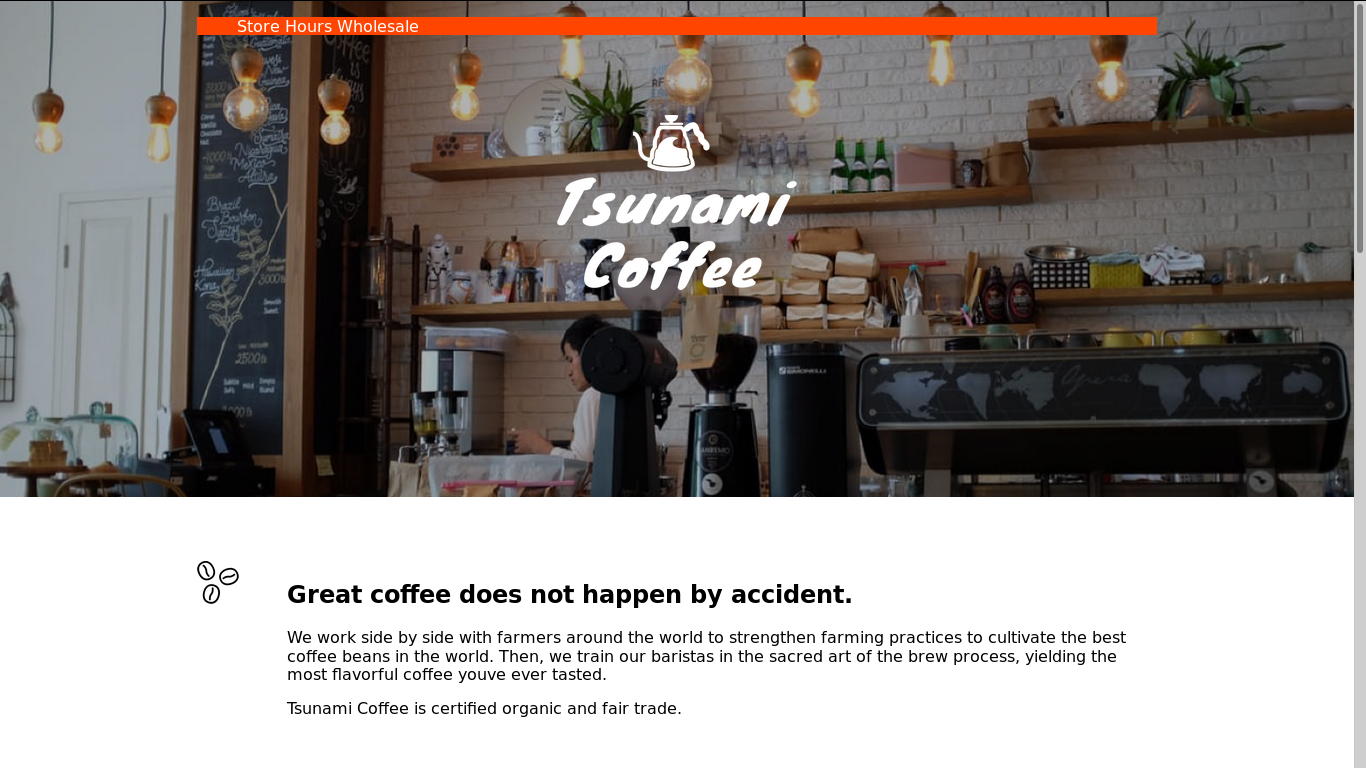 Store Hours Wholesale
Tsunami
Coffee
SIMONELLI
Great coffee does not happen by accident.
We work side by side with farmers around the world to strengthen farming practices to cultivate the best
coffee beans in the world. Then, we train our baristas in the sacred art of the brew process, yielding the
most flavorful coffee youve ever tasted.
Tsunami Coffee is certified organic and fair trade.